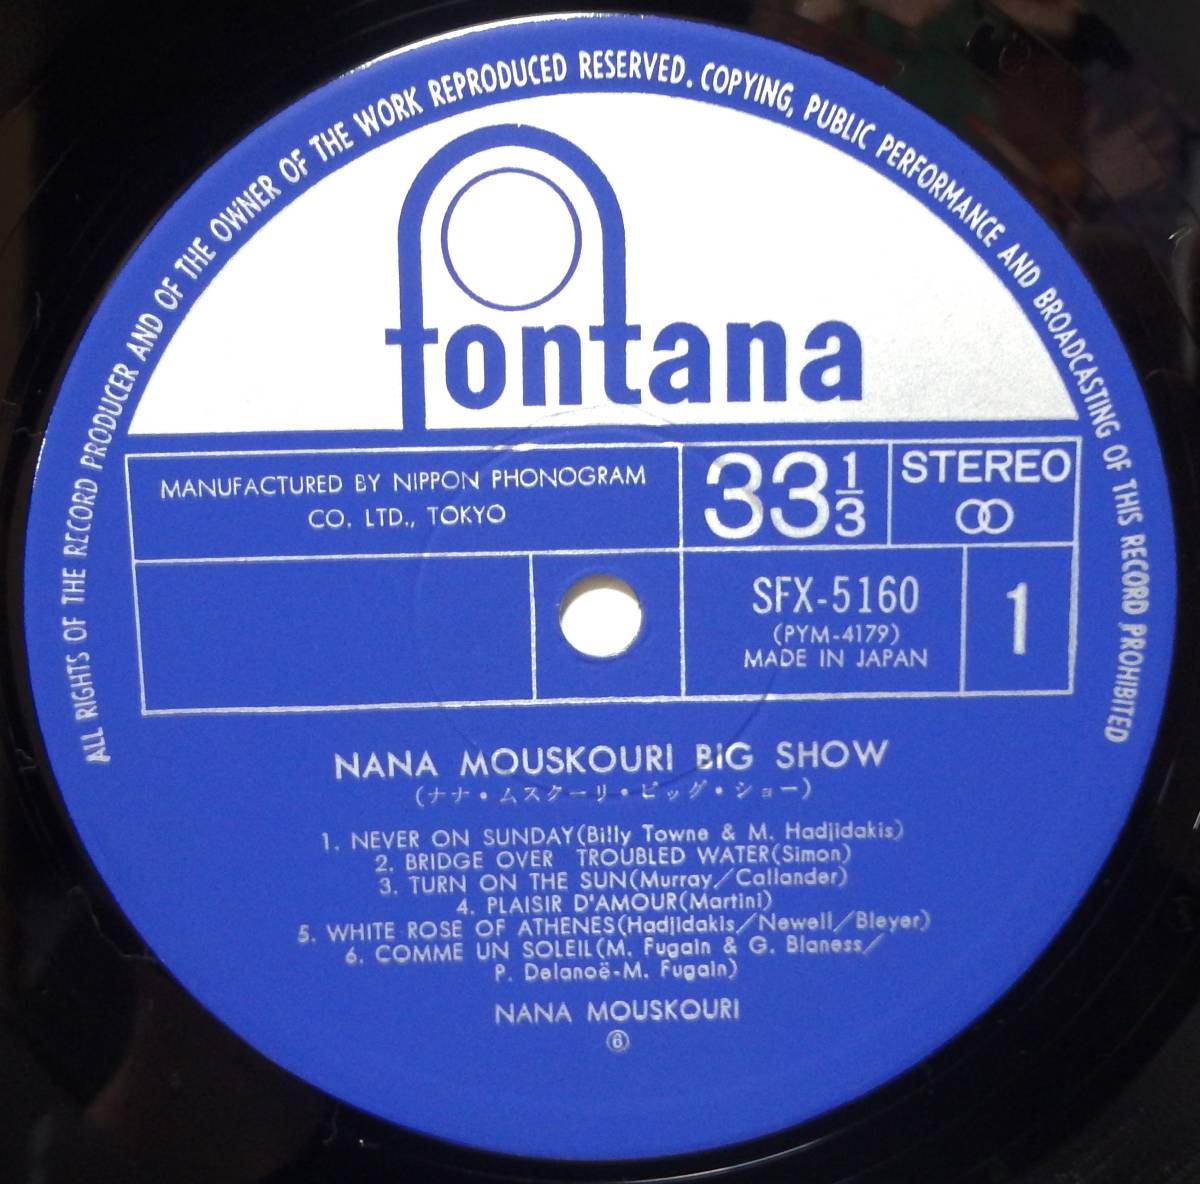 ALL RIGHTS OF THE RECORD PRODUCER AND OF THE OWNER OF THE WORK REPRODUCED RESERVED. COPYING, PUBLIC PERFORMANCE AND BROADCASTING OF THIS RECORD PROHIBITED
fontana
MANUFACTURED BY NIPPON PHONOGRAM
CO. LTD., TOKYO
33 1/3
STEREO
SFX-5160
(PYM-4179)
MADE IN JAPAN
1
NANA MOUSKOURI BIG SHOW
(ナナ・ムスクーリ・ビッグ・ショー)
1. NEVER ON SUNDAY(Billy Towne & M. Hadjidakis)
2. BRIDGE OVER TROUBLED WATER(Simon)
3. TURN ON THE SUN(Murray/Callander)
4. PLAISIR D'AMOUR(Martini)
5. WHITE ROSE OF ATHENES(Hadjidakis/Newell/Bleyer)
6. COMME UN SOLEIL(M. Fugain & G. Blaness/
P. Delanoë-M. Fugain)
NANA MOUSKOURI
⑥